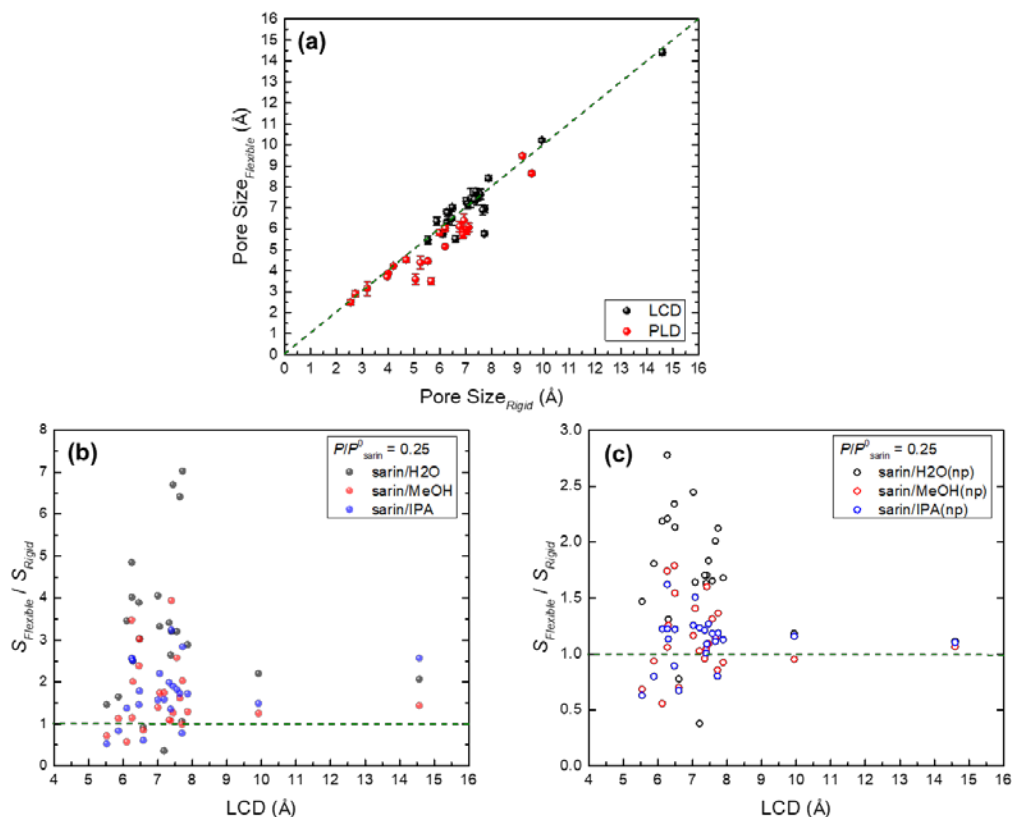 (a)
16
15
14
13
12
11
10
9
8
7
6
5
4
3
2
1
0
Pore Size_Flexible (Å)
LCD
PLD
0 1 2 3 4 5 6 7 8 9 10 11 12 13 14 15 16
Pore Size_Rigid (Å)
(b)
8
7
6
5
4
3
2
1
0
S_Flexible / S_Rigid
P/P⁰_sarin = 0.25
sarin/H2O
sarin/MeOH
sarin/IPA
4 5 6 7 8 9 10 11 12 13 14 15 16
LCD (Å)
(c)
3.0
2.5
2.0
1.5
1.0
0.5
0.0
S_Flexible / S_Rigid
P/P⁰_sarin = 0.25
sarin/H2O(np)
sarin/MeOH(np)
sarin/IPA(np)
4 5 6 7 8 9 10 11 12 13 14 15 16
LCD (Å)